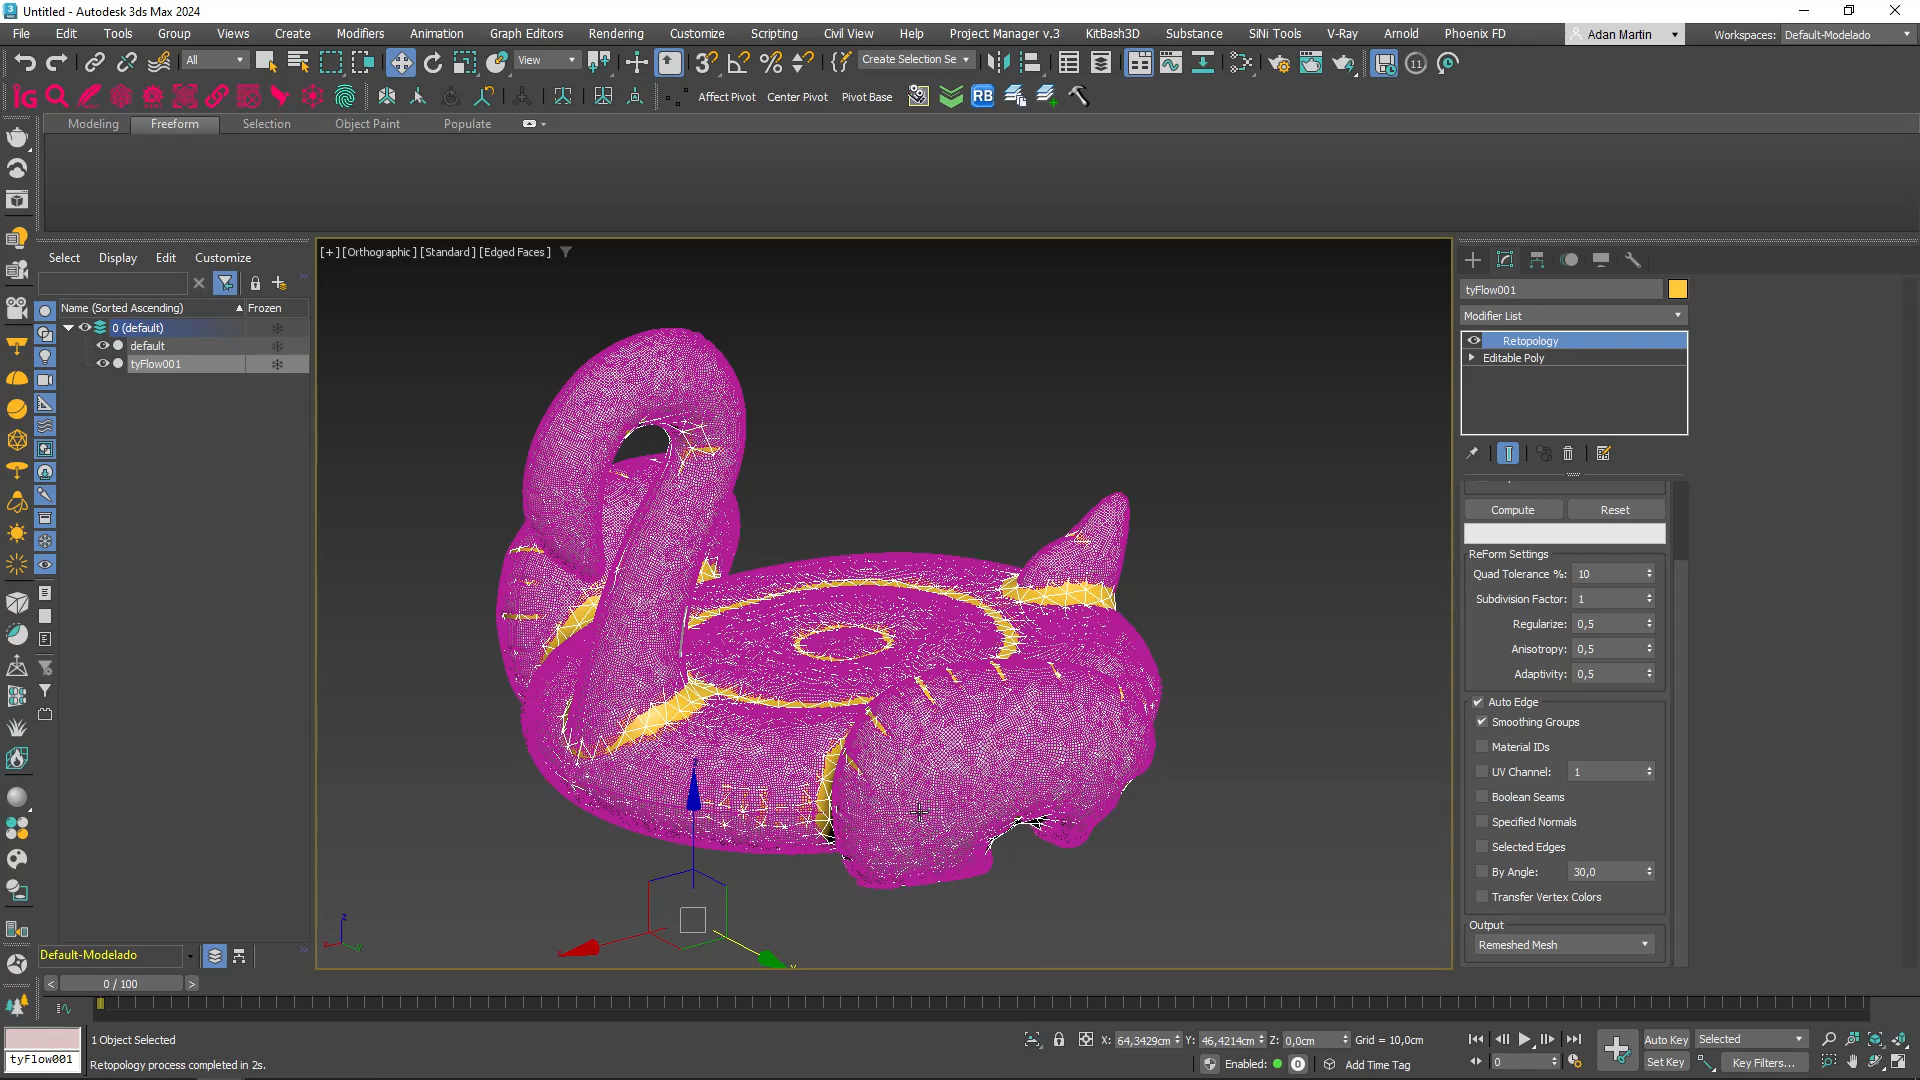 Untitled - Autodesk 3ds Max 2024
File Edit Tools Group Views Create Modifiers Animation Graph Editors Rendering Customize Scripting Civil View Help Project Manager v.3 KitBash3D Substance SiNi Tools V-Ray Arnold Phoenix FD Adan Martin Workspaces: Default-Modelado
All View Create Selection Se 11
Affect Pivot Center Pivot Pivot Base RB
Modeling Freeform Selection Object Paint Populate
Select Display Edit Customize
Name (Sorted Ascending) Frozen
0 (default)
default
tyFlow001
[+] [Orthographic ] [Standard ] [Edged Faces ]
z
x
y
z
x
y
tyFlow001
Modifier List
Retopology
Editable Poly
Compute Reset
ReForm Settings
Quad Tolerance %: 10
Subdivision Factor: 1
Regularize: 0,5
Anisotropy: 0,5
Adaptivity: 0,5
Auto Edge
Smoothing Groups
Material IDs
UV Channel: 1
Boolean Seams
Specified Normals
Selected Edges
By Angle: 30,0
Transfer Vertex Colors
Output
Remeshed Mesh
Default-Modelado
< 0 / 100 >
tyFlow001
1 Object Selected
Retopology process completed in 2s.
X: 64,3429cm Y: 46,4214cm Z: 0,0cm Grid = 10,0cm
Enabled: 0 Add Time Tag
0
Auto Key Selected
Set Key Key Filters...